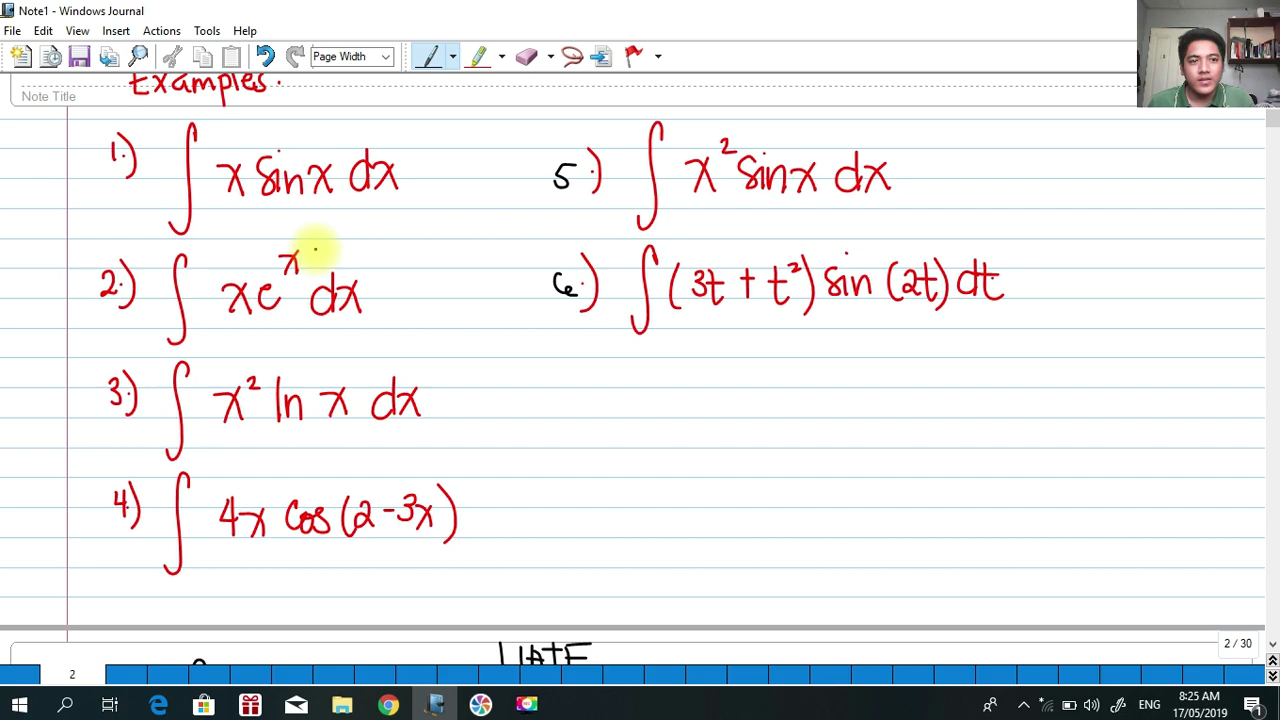 Note1 - Windows Journal
File Edit View Insert Actions Tools Help
Page Width
Examples:
Note Title
1.) ∫ x sin x dx
2.) ∫ xe^x dx
3.) ∫ x² ln x dx
4.) ∫ 4x cos(2-3x)
5.) ∫ x² sin x dx
6.) ∫ (3t + t²) sin (2t) dt
2 / 30
LIATE
2
ENG
8:25 AM
17/05/2019